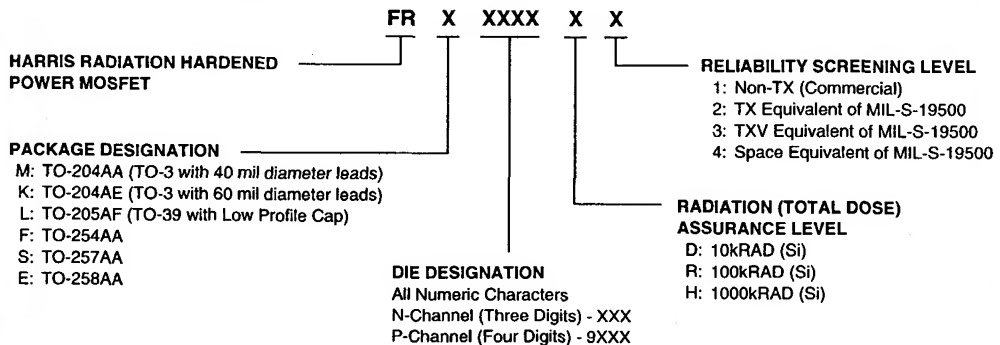 FR X XXXX X X
HARRIS RADIATION HARDENED
POWER MOSFET
PACKAGE DESIGNATION
M: TO-204AA (TO-3 with 40 mil diameter leads)
K: TO-204AE (TO-3 with 60 mil diameter leads)
L: TO-205AF (TO-39 with Low Profile Cap)
F: TO-254AA
S: TO-257AA
E: TO-258AA
DIE DESIGNATION
All Numeric Characters
N-Channel (Three Digits) - XXX
P-Channel (Four Digits) - 9XXX
RELIABILITY SCREENING LEVEL
1: Non-TX (Commercial)
2: TX Equivalent of MIL-S-19500
3: TXV Equivalent of MIL-S-19500
4: Space Equivalent of MIL-S-19500
RADIATION (TOTAL DOSE)
ASSURANCE LEVEL
D: 10kRAD (Si)
R: 100kRAD (Si)
H: 1000kRAD (Si)